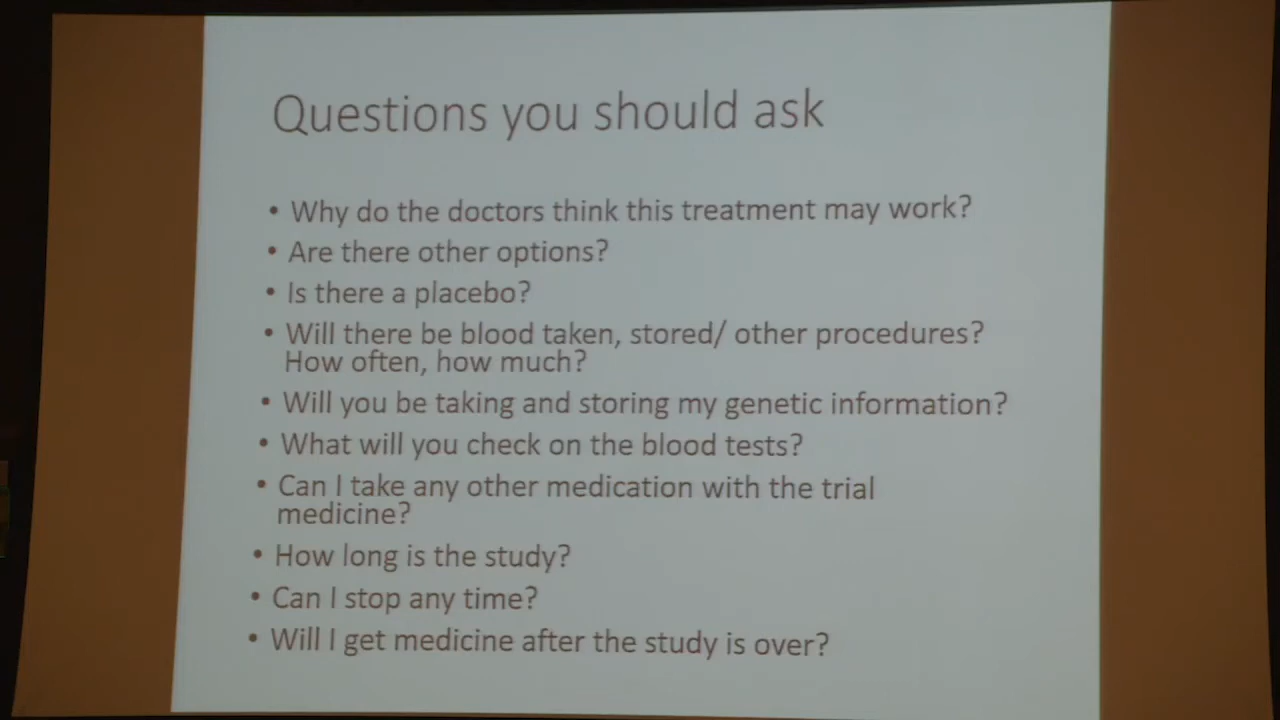 Questions you should ask
• Why do the doctors think this treatment may work?
• Are there other options?
• Is there a placebo?
• Will there be blood taken, stored/ other procedures?
How often, how much?
• Will you be taking and storing my genetic information?
• What will you check on the blood tests?
• Can I take any other medication with the trial
medicine?
• How long is the study?
• Can I stop any time?
• Will I get medicine after the study is over?